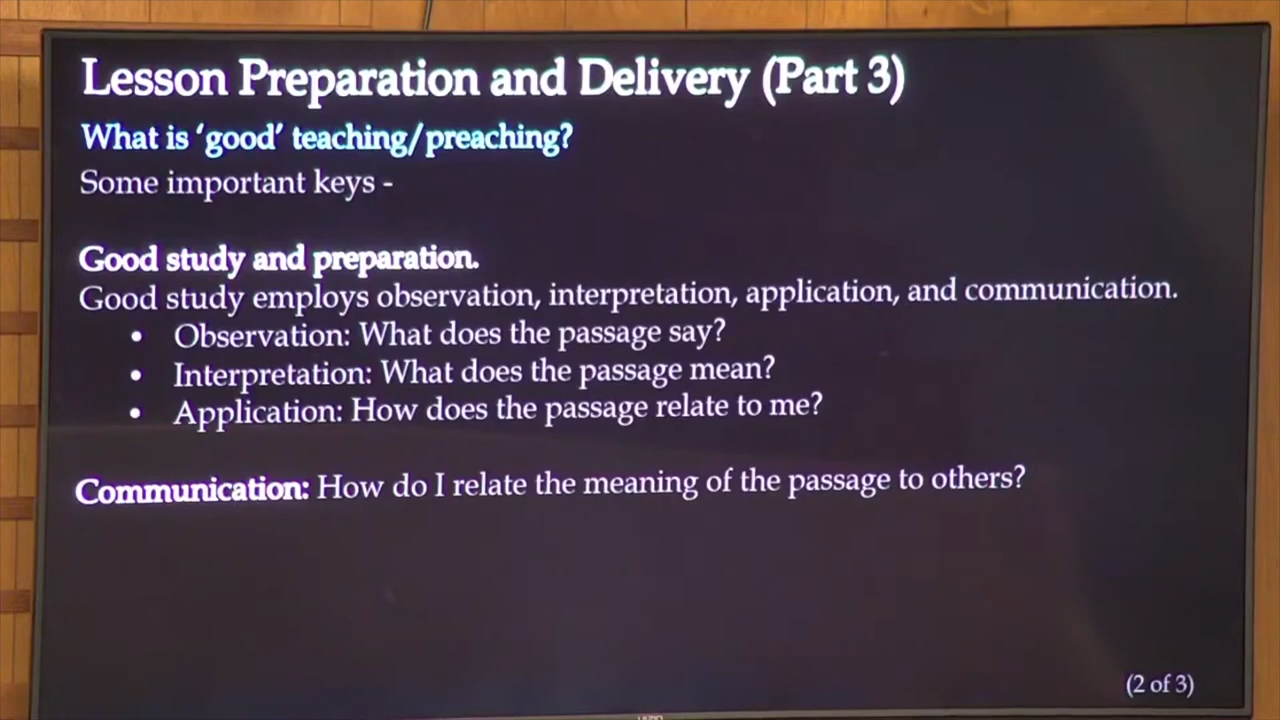 Lesson Preparation and Delivery (Part 3)
What is ‘good’ teaching/preaching?
Some important keys -
Good study and preparation.
Good study employs observation, interpretation, application, and communication.
• Observation: What does the passage say?
• Interpretation: What does the passage mean?
• Application: How does the passage relate to me?
Communication: How do I relate the meaning of the passage to others?
(2 of 3)